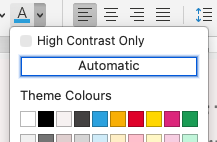 A
High Contrast Only
Automatic
Theme Colours